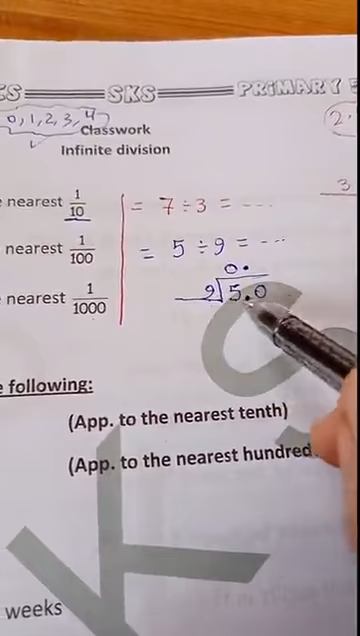 SKS PRIMARY 5
0, 1, 2, 3, 4
Classwork
2.
Infinite division
3
nearest 1/10 = 7 ÷ 3 = ----
nearest 1/100 = 5 ÷ 9 = ---
0.
9 5.0
nearest 1/1000
following:
(App. to the nearest tenth)
(App. to the nearest hundred
weeks
KS